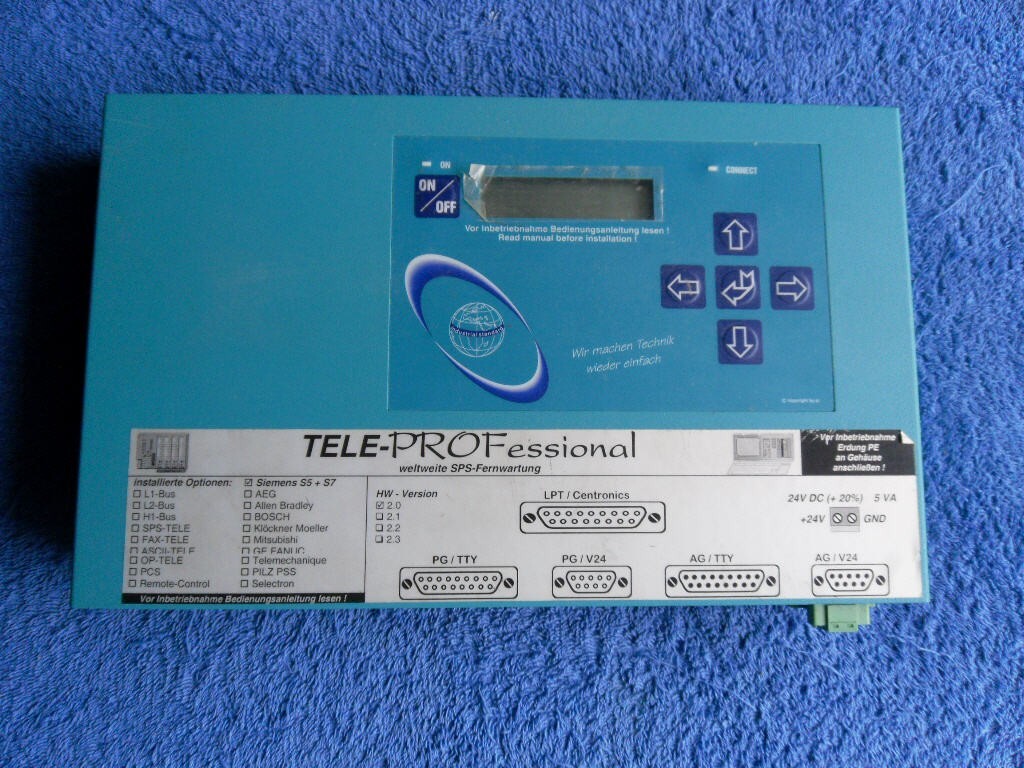 ON
CONNECT
ON
OFF
Vor Inbetriebnahme Bedienungsanleitung lesen !
Read manual before installation !
industrial standard
Wir machen Technik
wieder einfach
TELE-PROFessional
weltweite SPS-Fernwartung
Vor Inbetriebnahme
Erdung PE
an Gehäuse
anschließen !
installierte Optionen:
L1-Bus
L2-Bus
H1-Bus
SPS-TELE
FAX-TELE
ASCII-TELE
OP-TELE
PCS
Remote-Control
Siemens S5 + S7
AEG
Allen Bradley
BOSCH
Klöckner Moeller
Mitsubishi
GE FANUC
Telemechanique
PILZ PSS
Selectron
Vor Inbetriebnahme Bedienungsanleitung lesen !
HW - Version
2.0
2.1
2.2
2.3
LPT / Centronics
24V DC (+ 20%) 5 VA
+24V GND
PG / TTY
PG / V24
AG / TTY
AG / V24